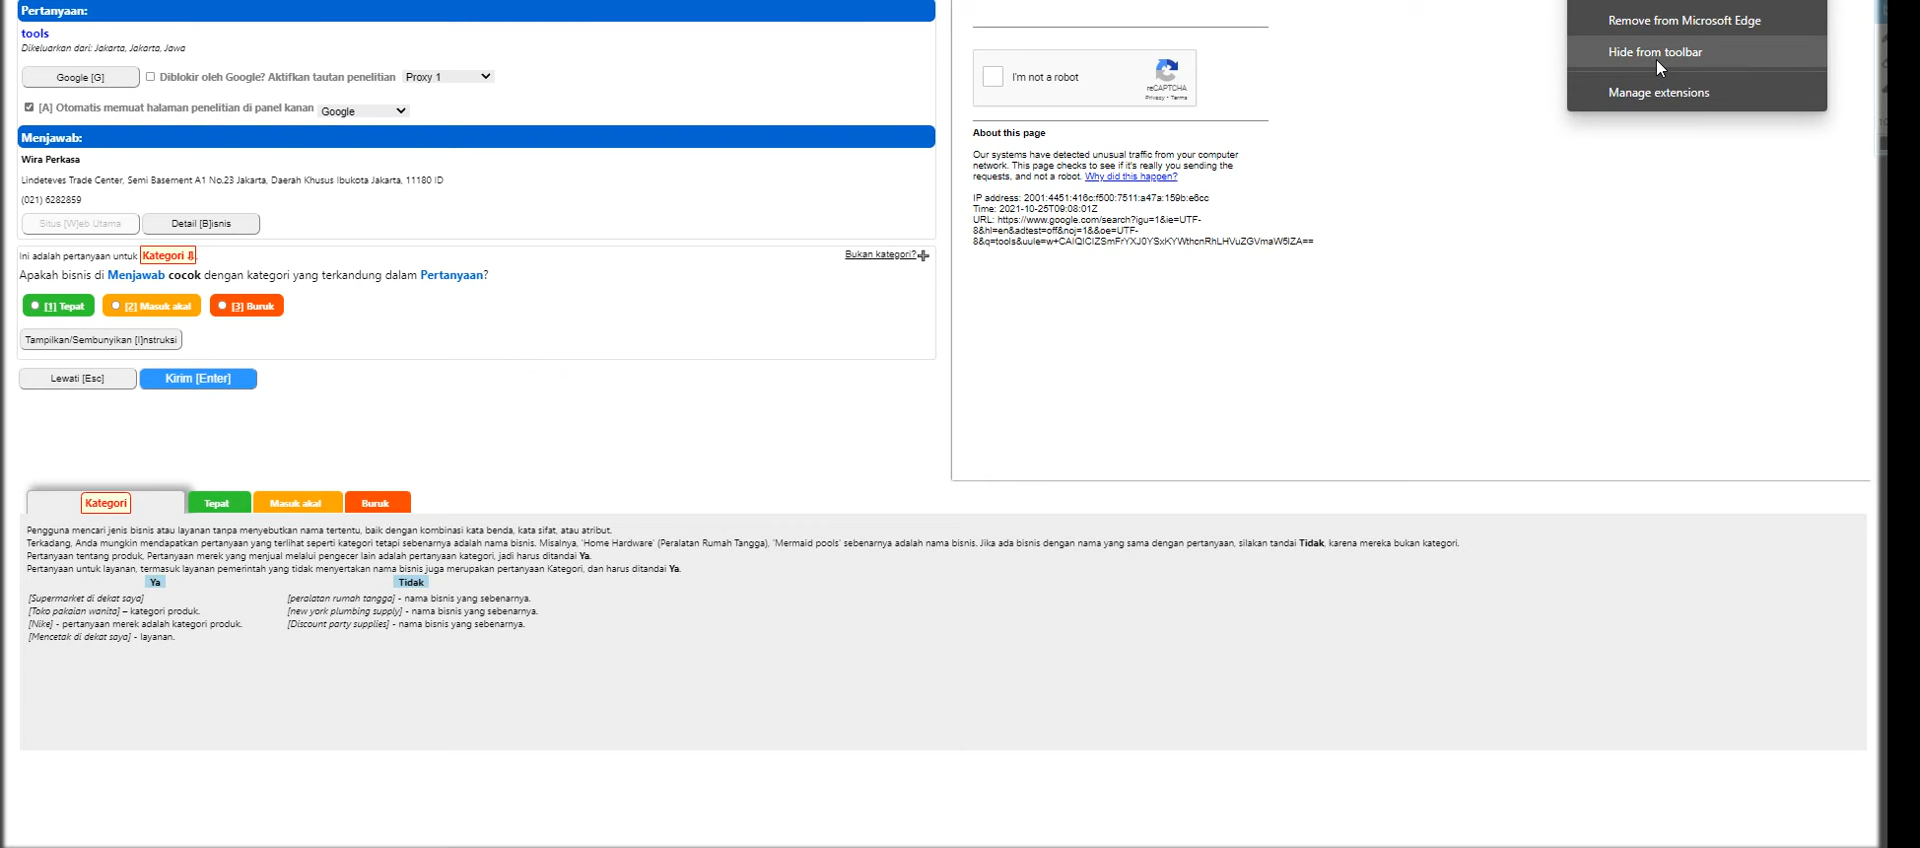 Pertanyaan:
tools
Dikeluarkan dari: Jakarta, Jakarta, Jawa
Google [G]
Diblokir oleh Google? Aktifkan tautan penelitian
Proxy 1
[A] Otomatis memuat halaman penelitian di panel kanan
Google
Menjawab:
Wira Perkasa
Lindeteves Trade Center, Semi Basement A1 No.23 Jakarta, Daerah Khusus Ibukota Jakarta, 11180 ID
(021) 6282859
Situs [W]eb Utama
Detail [B]isnis
Ini adalah pertanyaan untuk Kategori
Bukan kategori?
Apakah bisnis di Menjawab cocok dengan kategori yang terkandung dalam Pertanyaan?
[1] Tepat
[2] Masuk akal
[3] Buruk
Tampilkan/Sembunyikan [I]nstruksi
Lewati [Esc]
Kirim [Enter]
I'm not a robot
reCAPTCHA
Privacy - Terms
About this page
Our systems have detected unusual traffic from your computer
network. This page checks to see if it's really you sending the
requests, and not a robot. Why did this happen?
IP address: 2001:4451:416c:f500:7511:a47a:159b:e6cc
Time: 2021-10-25T09:08:01Z
URL: https://www.google.com/search?igu=1&ie=UTF-
8&hl=en&adtest=off&noj=1&&oe=UTF-
Remove from Microsoft Edge
Hide from toolbar
Manage extensions
Kategori
Tepat
Masuk akal
Buruk
Pengguna mencari jenis bisnis atau layanan tanpa menyebutkan nama tertentu, baik dengan kombinasi kata benda, kata sifat, atau atribut.
Terkadang, Anda mungkin mendapatkan pertanyaan yang terlihat seperti kategori tetapi sebenarnya adalah nama bisnis. Misalnya, 'Home Hardware' (Peralatan Rumah Tangga), 'Mermaid pools' sebenarnya adalah nama bisnis. Jika ada bisnis dengan nama yang sama dengan pertanyaan, silakan tandai Tidak, karena mereka bukan kategori.
Pertanyaan tentang produk, Pertanyaan merek yang menjual melalui pengecer lain adalah pertanyaan kategori, jadi harus ditandai Ya.
Pertanyaan untuk layanan, termasuk layanan pemerintah yang tidak menyertakan nama bisnis juga merupakan pertanyaan Kategori, dan harus ditandai Ya.
Ya
Tidak
[Supermarket di dekat saya]
[peralatan rumah tangga] - nama bisnis yang sebenarnya.
[Toko pakaian wanita] – kategori produk.
[new york plumbing supply] - nama bisnis yang sebenarnya.
[Nike] - pertanyaan merek adalah kategori produk.
[Discount party supplies] - nama bisnis yang sebenarnya.
[Mencetak di dekat saya] - layanan.